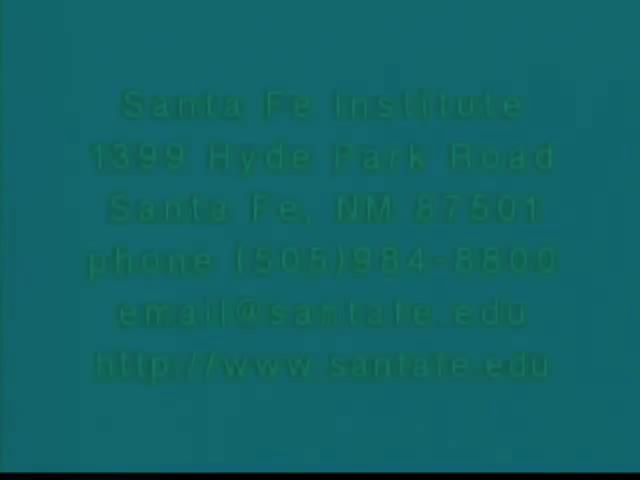 Santa Fe Institute
1399 Hyde Park Road
Santa Fe, NM 87501
phone (505)984-8800
email@santafe.edu
http://www.santafe.edu